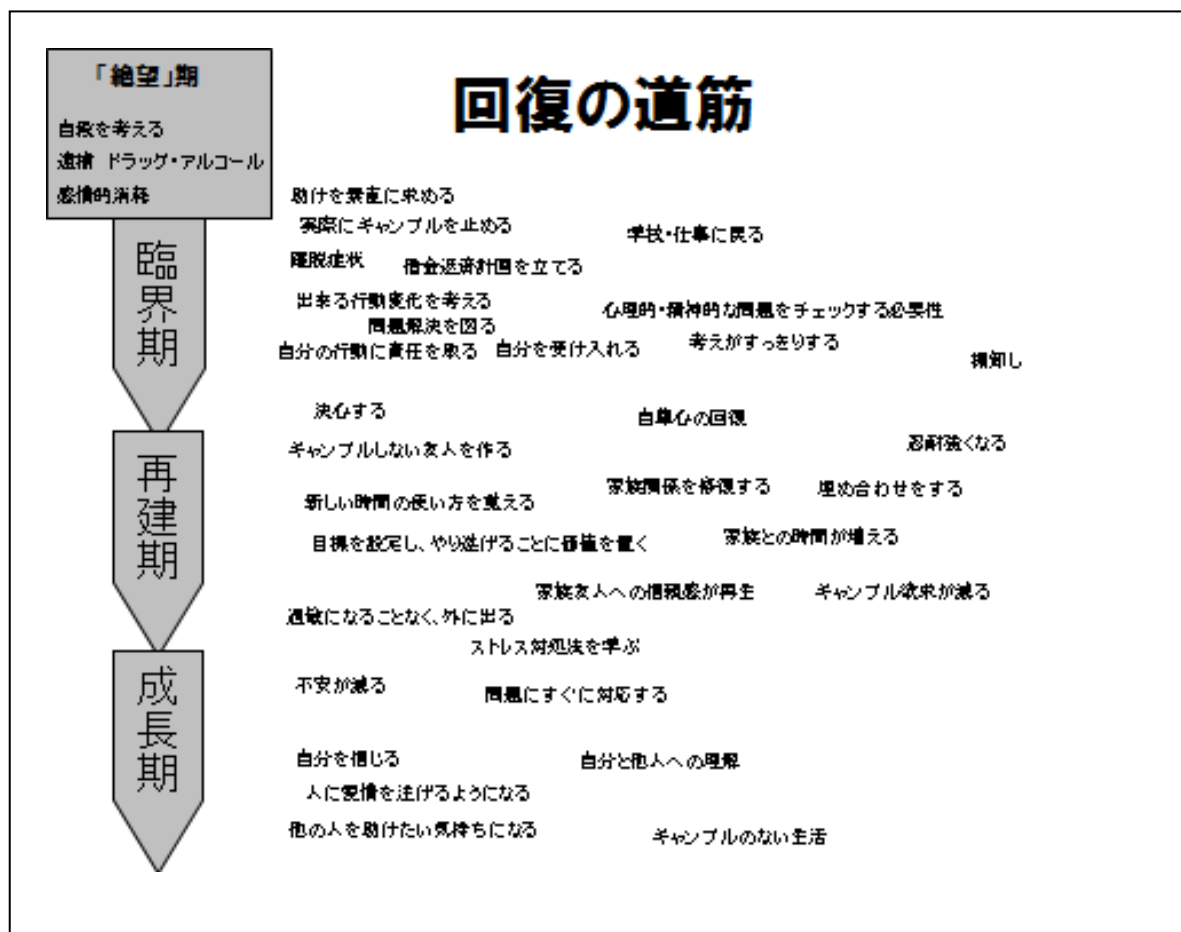 「絶望」期
自殺を考える
逮捕 ドラッグ・アルコール
感情的消耗
回復の道筋
臨界期
助けを素直に求める
実際にギャンブルを止める
学校・仕事に戻る
離脱症状
借金返済計画を立てる
出来る行動変化を考える
心理的・精神的な問題をチェックする必要性
問題解決を図る
自分の行動に責任を取る
自分を受け入れる
考えがすっきりする
棚卸し
決心する
自尊心の回復
再建期
ギャンブルしない友人を作る
忍耐強くなる
家族関係を修復する
埋め合わせをする
新しい時間の使い方を覚える
目標を設定し、やり遂げることに価値を置く
家族との時間が増える
家族友人への信頼感が再生
ギャンブル欲求が減る
過敏になることなく、外に出る
ストレス対処法を学ぶ
成長期
不安が減る
問題にすぐに対応する
自分を信じる
自分と他人への理解
人に愛情を注げるようになる
他の人を助けたい気持ちになる
ギャンブルのない生活